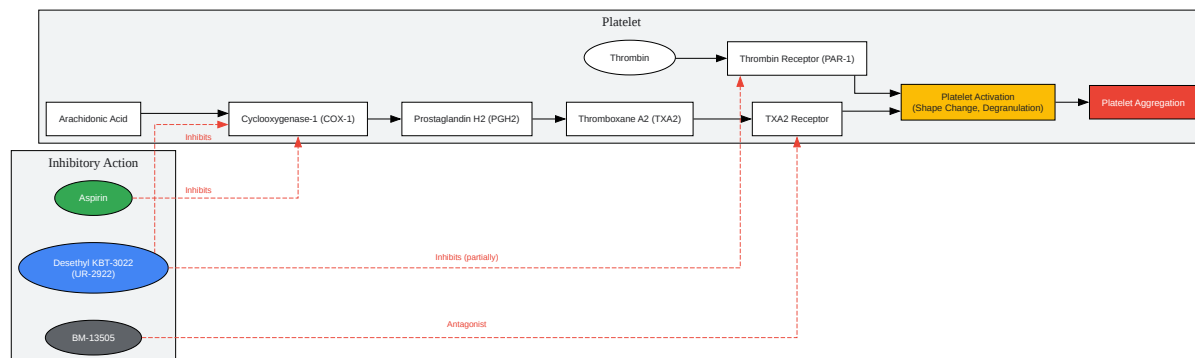 Platelet
Thrombin
Thrombin Receptor (PAR-1)
Arachidonic Acid
Cyclooxygenase-1 (COX-1)
Prostaglandin H2 (PGH2)
Thromboxane A2 (TXA2)
TXA2 Receptor
Platelet Activation
(Shape Change, Degranulation)
Platelet Aggregation
Inhibits
Inhibitory Action
Aspirin
Inhibits
Desethyl KBT-3022
(UR-2922)
Inhibits (partially)
BM-13505
Antagonist